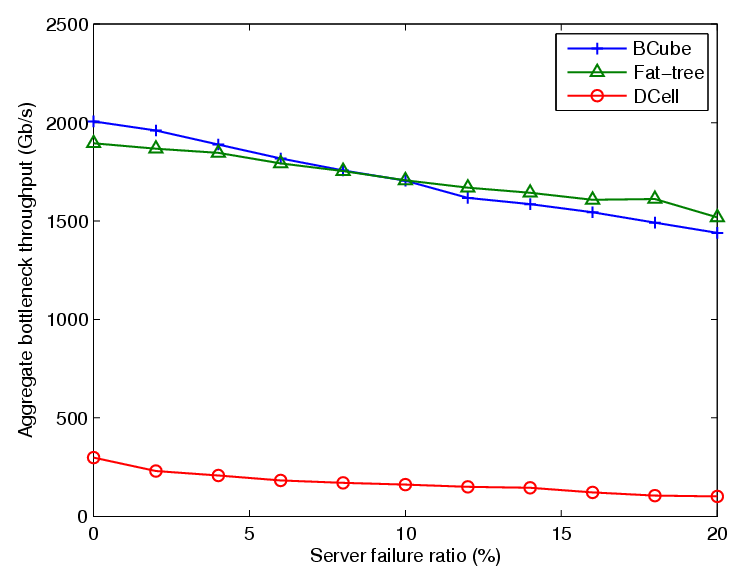 2500
2000
1500
1000
500
0
0
5
10
15
20
Aggregate bottleneck throughput (Gb/s)
Server failure ratio (%)
BCube
Fat−tree
DCell